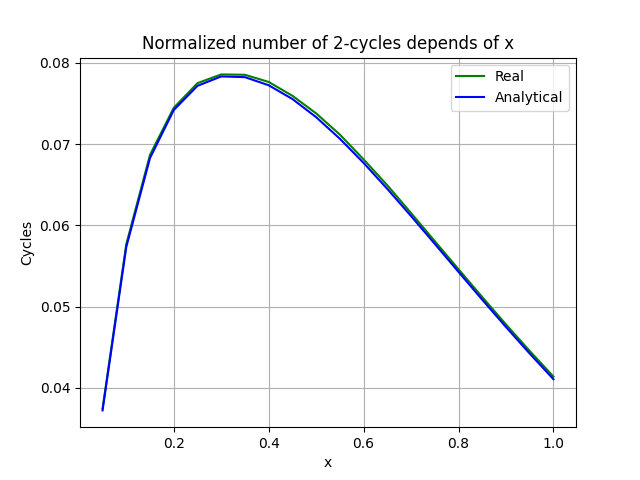 Normalized number of 2-cycles depends of x
Real
Analytical
Cycles
0.08
0.07
0.06
0.05
0.04
0.2
0.4
0.6
0.8
1.0
x